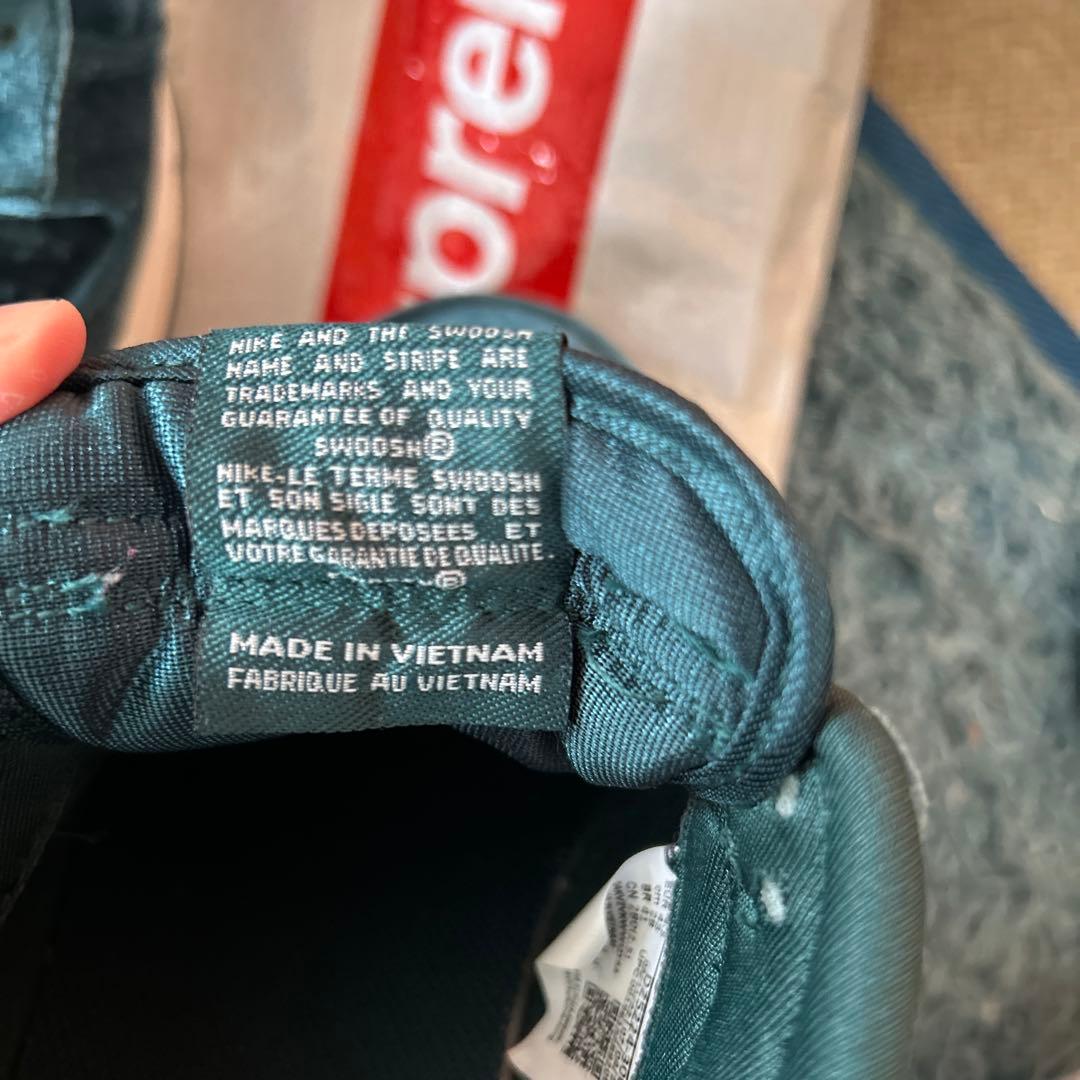 prem
NIKE AND THE SWOOSH
NAME AND STRIPE ARE
TRADEMARKS AND YOUR
GUARANTEE OF QUALITY
SWOOSH®
NIKE-LE TERME SWOOSH
ET SON SIGLE SONT DES
MARQUES DEPOSEES ET
VOTRE GARANTIE DE QUALITE.
®
MADE IN VIETNAM
FABRIQUE AU VIETNAM